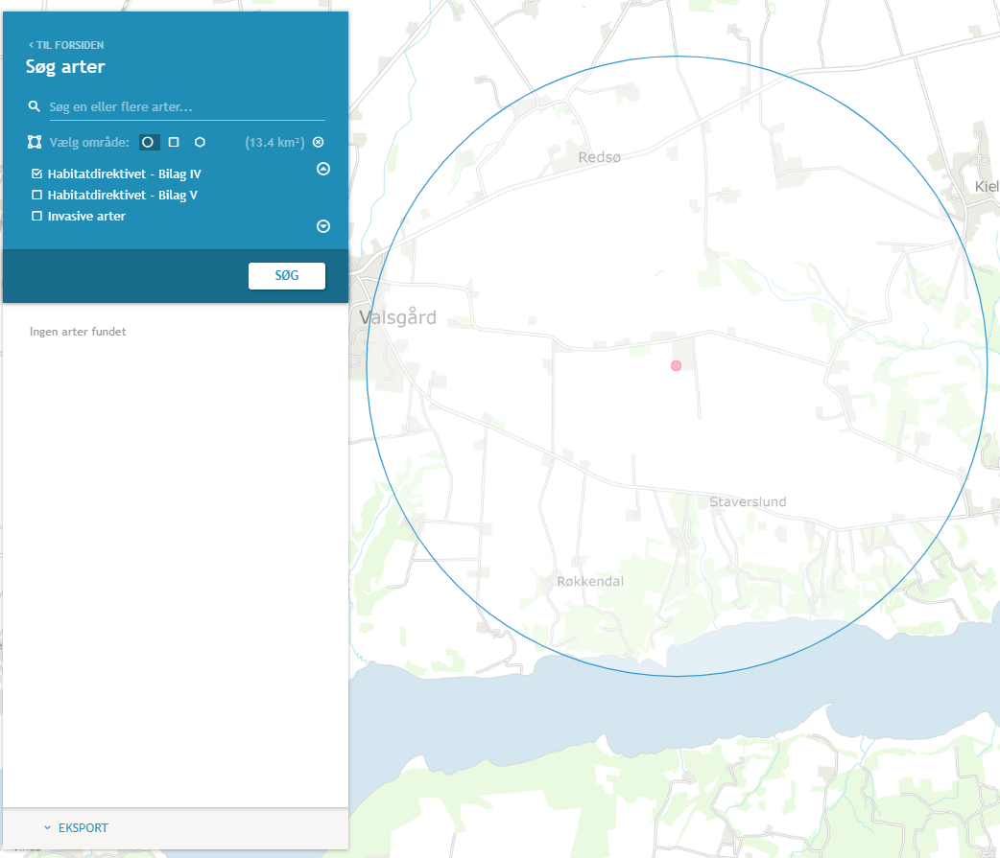 ‹ TIL FORSIDEN
Søg arter
Søg en eller flere arter...
Vælg område:
(13.4 km²)
Habitatdirektivet - Bilag IV
Habitatdirektivet - Bilag V
Invasive arter
SØG
Ingen arter fundet
EKSPORT
Redsø
Kiel
Valsgård
Staverslund
Røkkendal